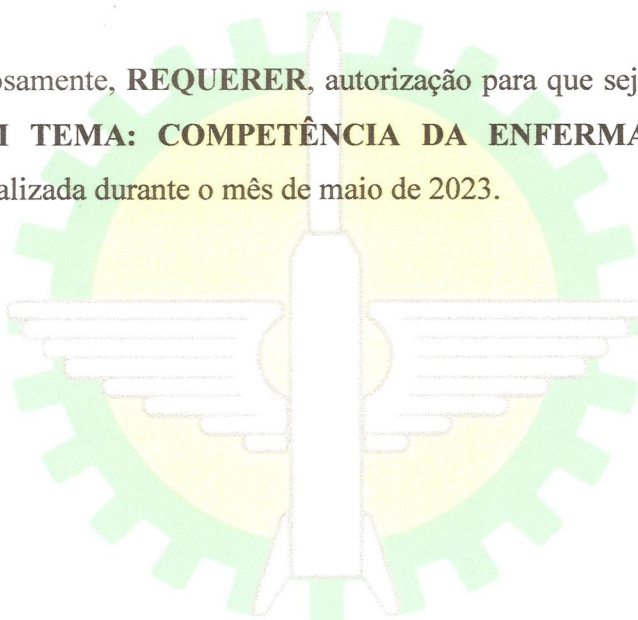 osamente, REQUERER, autorização para que sej
TEMA: COMPETÊNCIA DA ENFERMA
alizada durante o mês de maio de 2023.